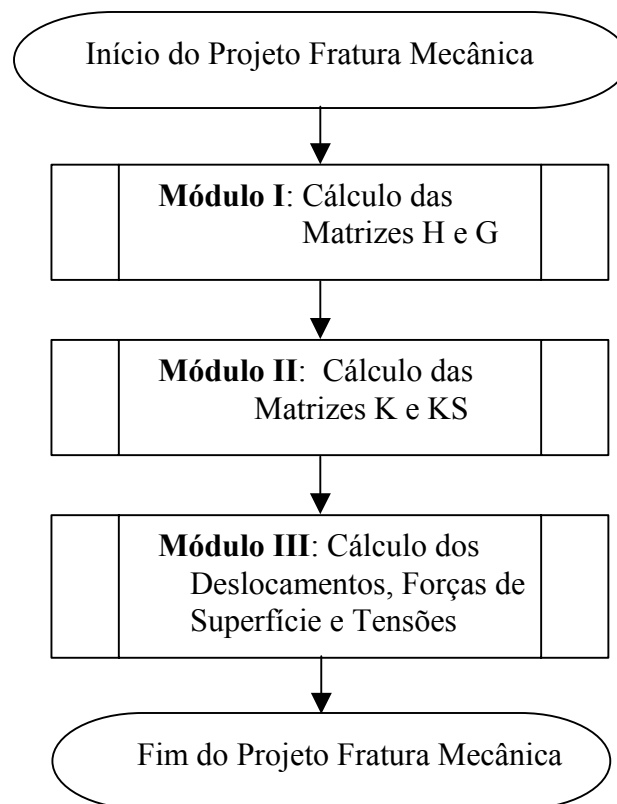 Início do Projeto Fratura Mecânica
Módulo I: Cálculo das
Matrizes H e G
Módulo II: Cálculo das
Matrizes K e KS
Módulo III: Cálculo dos
Deslocamentos, Forças de
Superfície e Tensões
Fim do Projeto Fratura Mecânica